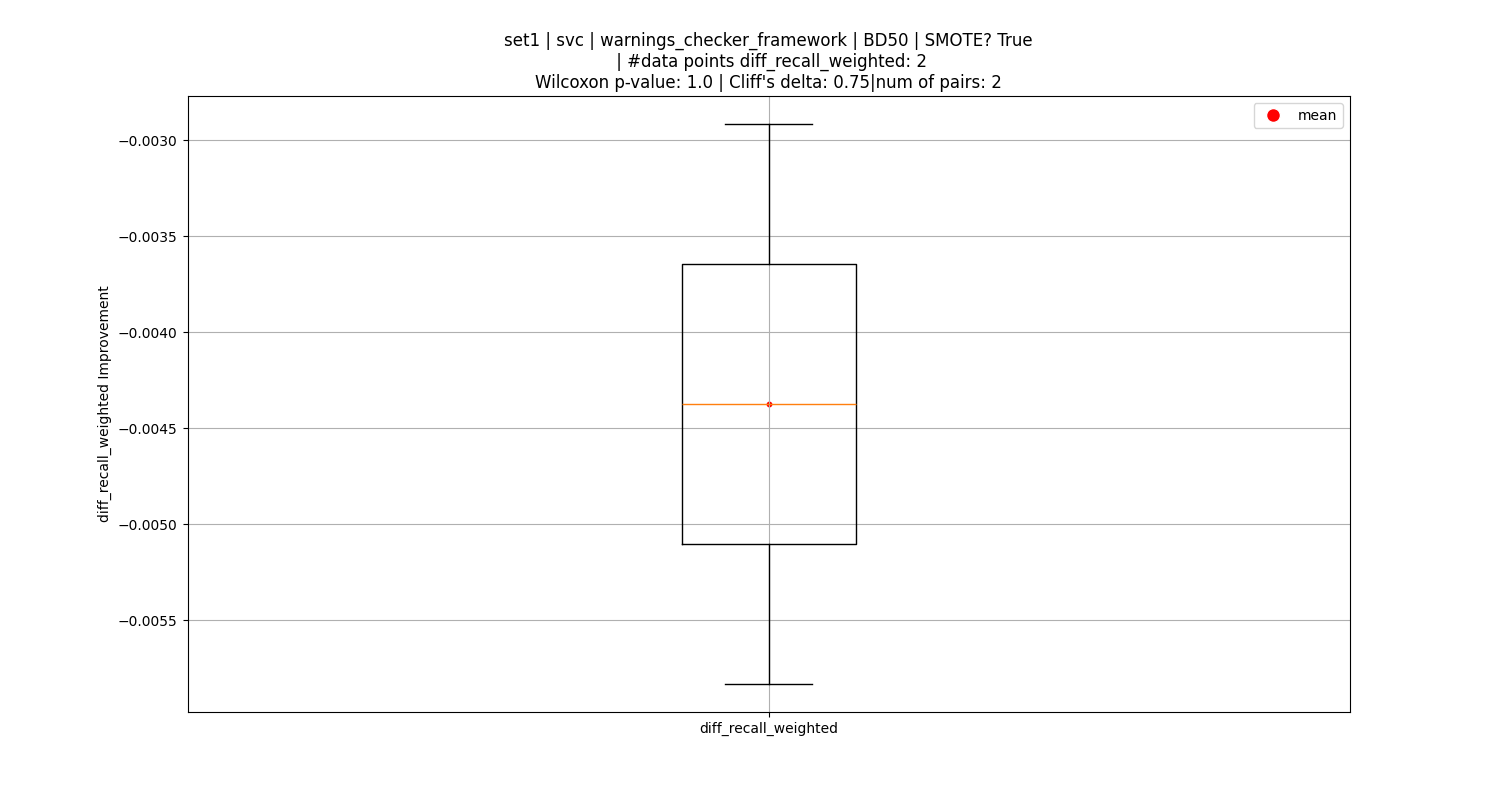 set1 | svc | warnings_checker_framework | BD50 | SMOTE? True
| #data points diff_recall_weighted: 2
Wilcoxon p-value: 1.0 | Cliff's delta: 0.75|num of pairs: 2
mean
−0.0030
−0.0035
−0.0040
−0.0045
−0.0050
−0.0055
diff_recall_weighted Improvement
diff_recall_weighted